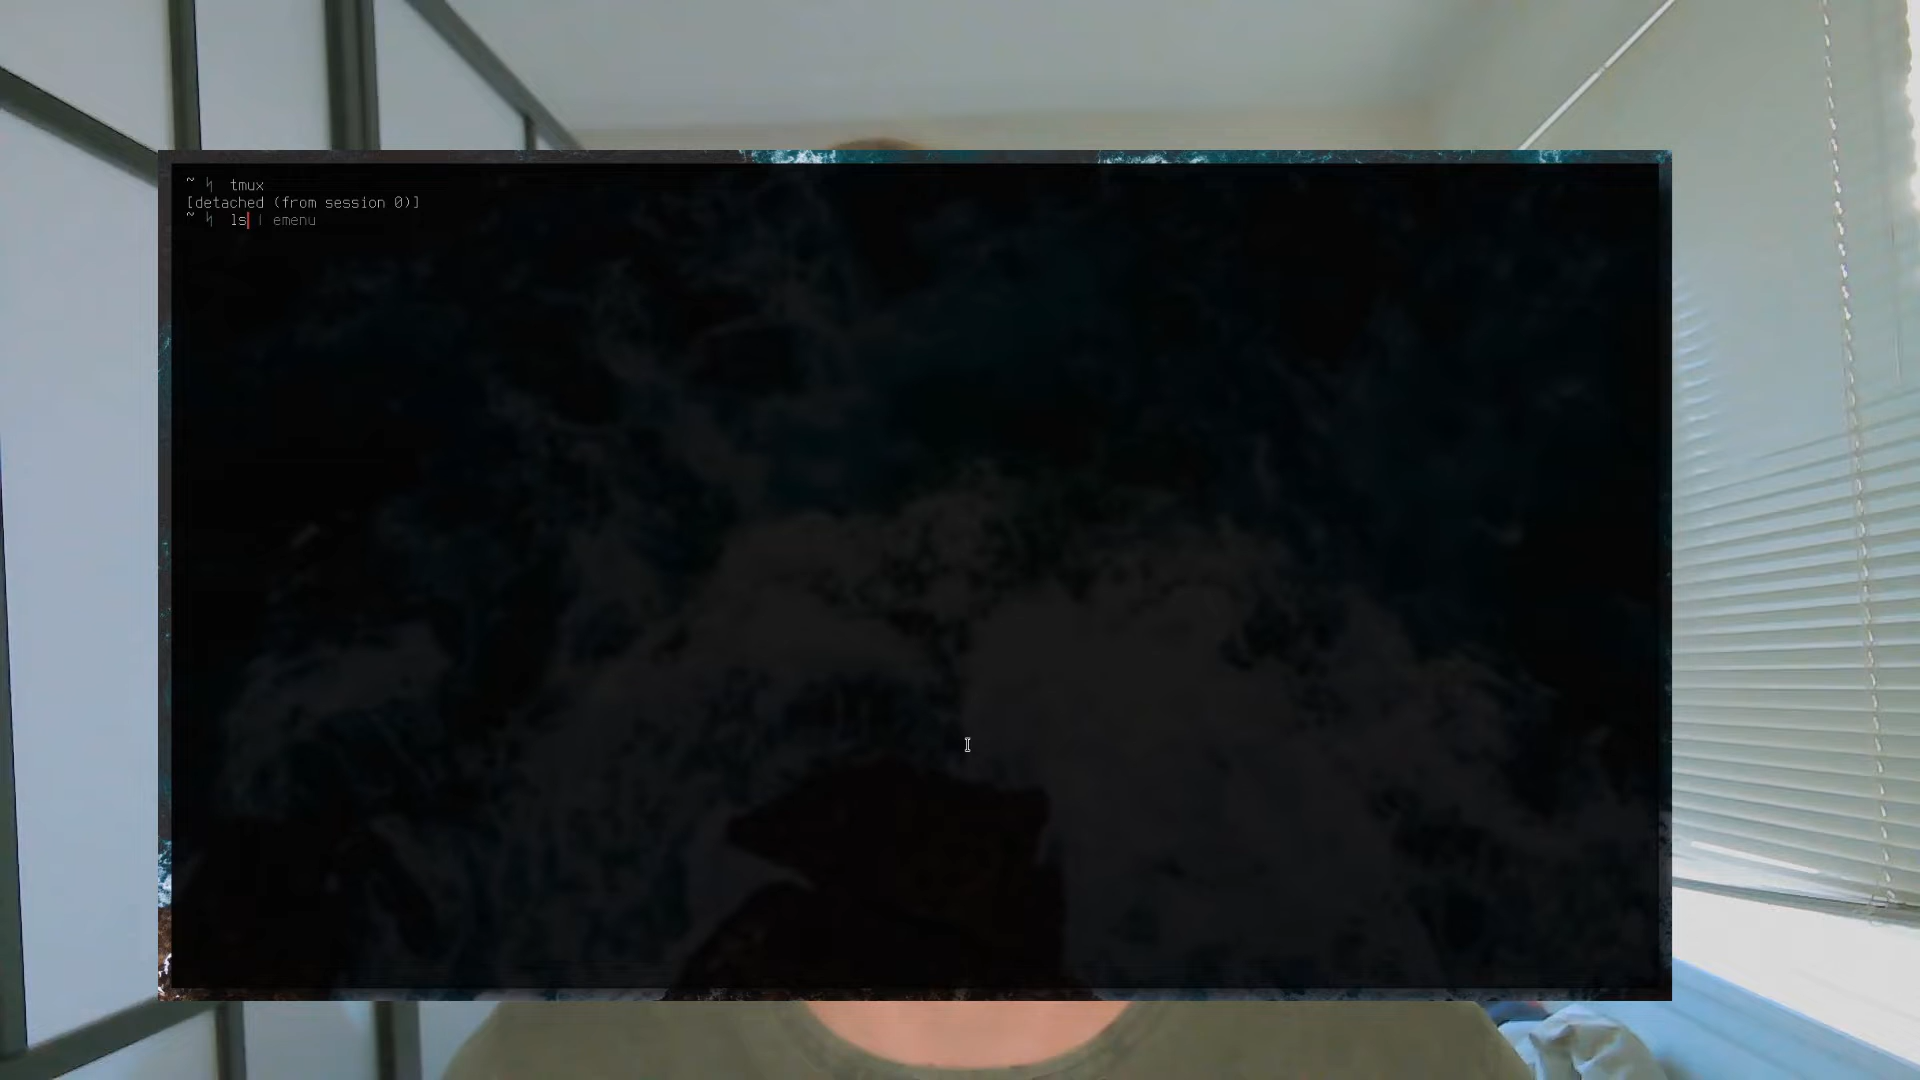 ~ ᛋ tmux
[detached (from session 0)]
~ ᛋ ls | emenu